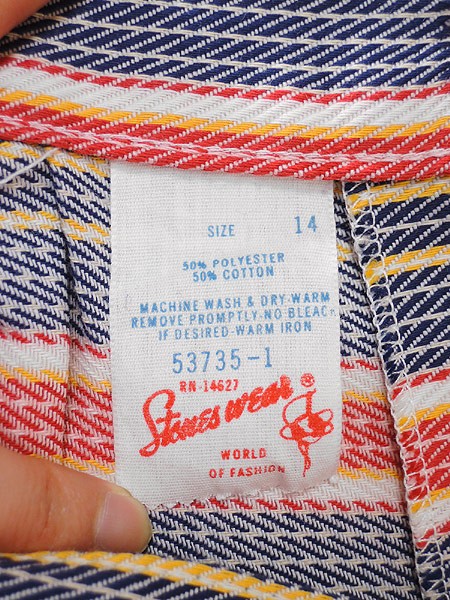 SIZE 14
50% POLYESTER
50% COTTON
MACHINE WASH & DRY-WARM
REMOVE PROMPTLY-NO BLEAC
IF DESIRED-WARM IRON
53735-1
RN-14627
Stones wear ®
WORLD
OF FASHION